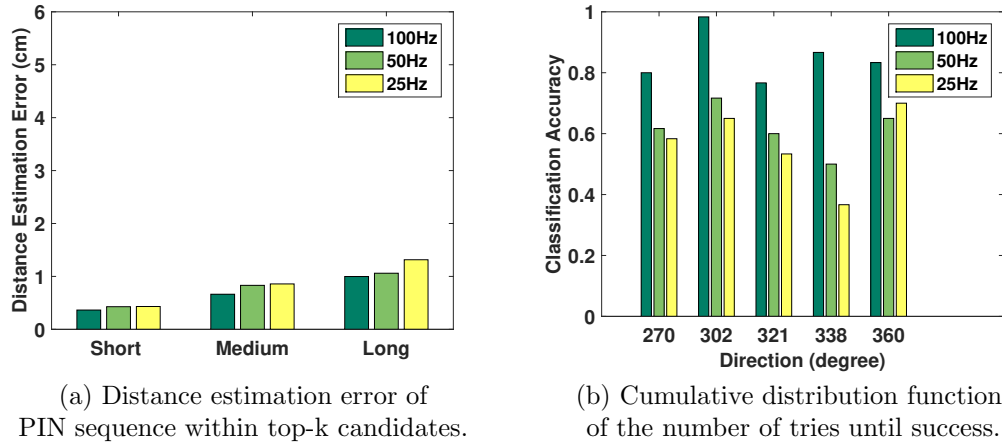 6
5
4
3
2
1
0
Distance Estimation Error (cm)
100Hz
50Hz
25Hz
Short Medium Long
(a) Distance estimation error of
PIN sequence within top-k candidates.
1
0.8
0.6
0.4
0.2
0
Classification Accuracy
100Hz
50Hz
25Hz
270 302 321 338 360
Direction (degree)
(b) Cumulative distribution function
of the number of tries until success.